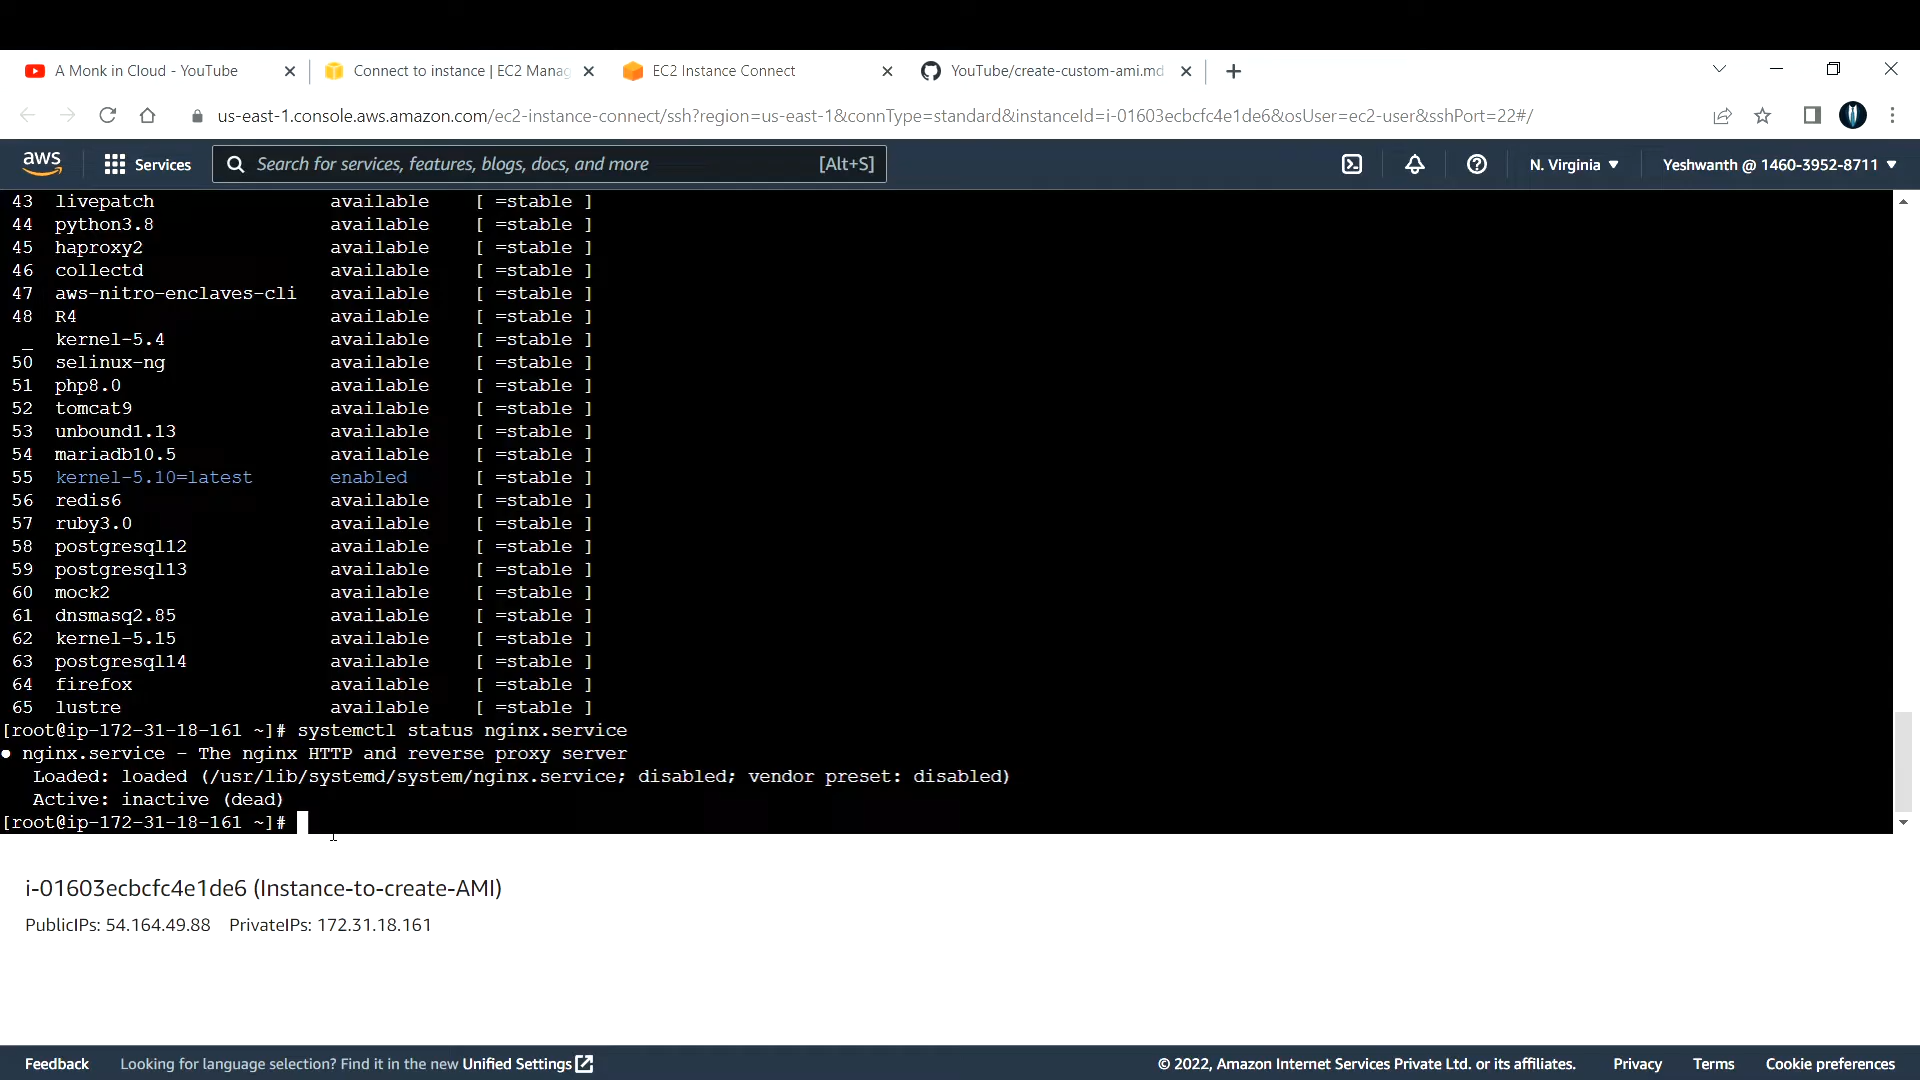 A Monk in Cloud - YouTube
Connect to instance | EC2 Manag
EC2 Instance Connect
YouTube/create-custom-ami.md
us-east-1.console.aws.amazon.com/ec2-instance-connect/ssh?region=us-east-1&connType=standard&instanceId=i-01603ecbcfc4e1de6&osUser=ec2-user&sshPort=22#/
aws
Services
Search for services, features, blogs, docs, and more [Alt+S]
N. Virginia
Yeshwanth @ 1460-3952-8711
43 livepatch available [ =stable ]
44 python3.8 available [ =stable ]
45 haproxy2 available [ =stable ]
46 collectd available [ =stable ]
47 aws-nitro-enclaves-cli available [ =stable ]
48 R4 available [ =stable ]
_ kernel-5.4 available [ =stable ]
50 selinux-ng available [ =stable ]
51 php8.0 available [ =stable ]
52 tomcat9 available [ =stable ]
53 unbound1.13 available [ =stable ]
54 mariadb10.5 available [ =stable ]
55 kernel-5.10=latest enabled [ =stable ]
56 redis6 available [ =stable ]
57 ruby3.0 available [ =stable ]
58 postgresql12 available [ =stable ]
59 postgresql13 available [ =stable ]
60 mock2 available [ =stable ]
61 dnsmasq2.85 available [ =stable ]
62 kernel-5.15 available [ =stable ]
63 postgresql14 available [ =stable ]
64 firefox available [ =stable ]
65 lustre available [ =stable ]
[root@ip-172-31-18-161 ~]# systemctl status nginx.service
● nginx.service - The nginx HTTP and reverse proxy server
Loaded: loaded (/usr/lib/systemd/system/nginx.service; disabled; vendor preset: disabled)
Active: inactive (dead)
[root@ip-172-31-18-161 ~]#
i-01603ecbcfc4e1de6 (Instance-to-create-AMI)
PublicIPs: 54.164.49.88 PrivateIPs: 172.31.18.161
Feedback
Looking for language selection? Find it in the new Unified Settings
© 2022, Amazon Internet Services Private Ltd. or its affiliates.
Privacy
Terms
Cookie preferences